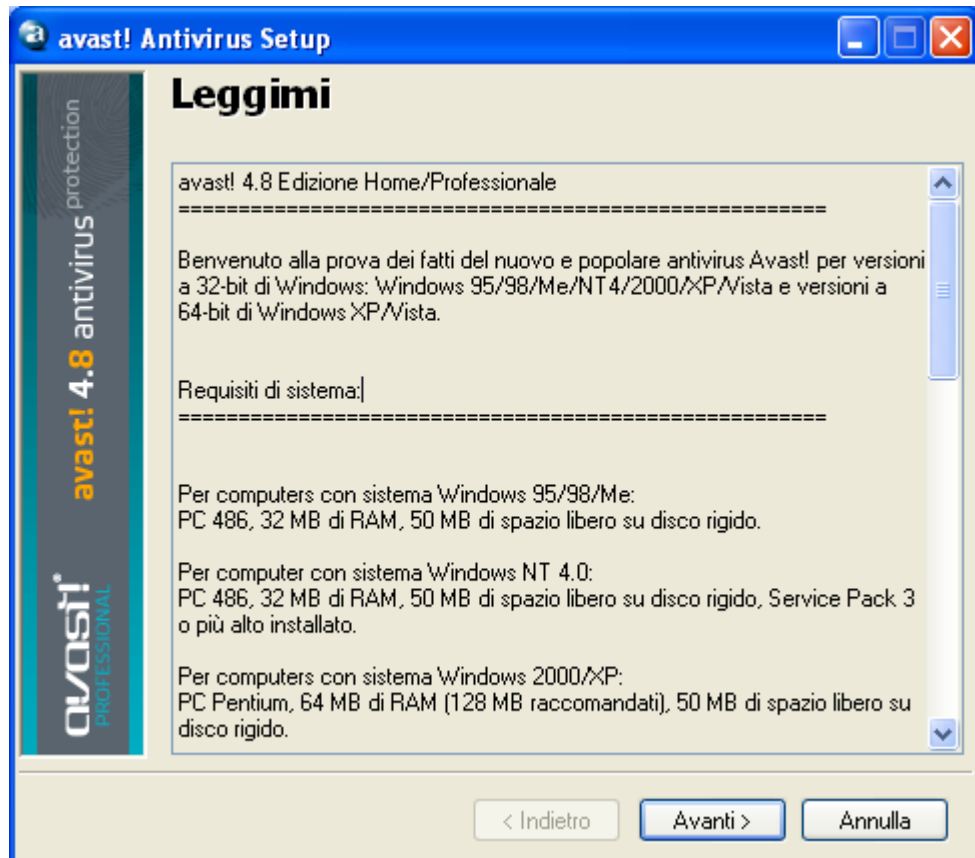 avast! Antivirus Setup
avast! 4.8 antivirus protection
avast!
PROFESSIONAL
Leggimi
avast! 4.8 Edizione Home/Professionale
======================================================
Benvenuto alla prova dei fatti del nuovo e popolare antivirus Avast! per versioni
a 32-bit di Windows: Windows 95/98/Me/NT4/2000/XP/Vista e versioni a
64-bit di Windows XP/Vista.
Requisiti di sistema:
======================================================
Per computers con sistema Windows 95/98/Me:
PC 486, 32 MB di RAM, 50 MB di spazio libero su disco rigido.
Per computer con sistema Windows NT 4.0:
PC 486, 32 MB di RAM, 50 MB di spazio libero su disco rigido, Service Pack 3
o più alto installato.
Per computers con sistema Windows 2000/XP:
PC Pentium, 64 MB di RAM (128 MB raccomandati), 50 MB di spazio libero su
disco rigido.
< Indietro
Avanti >
Annulla